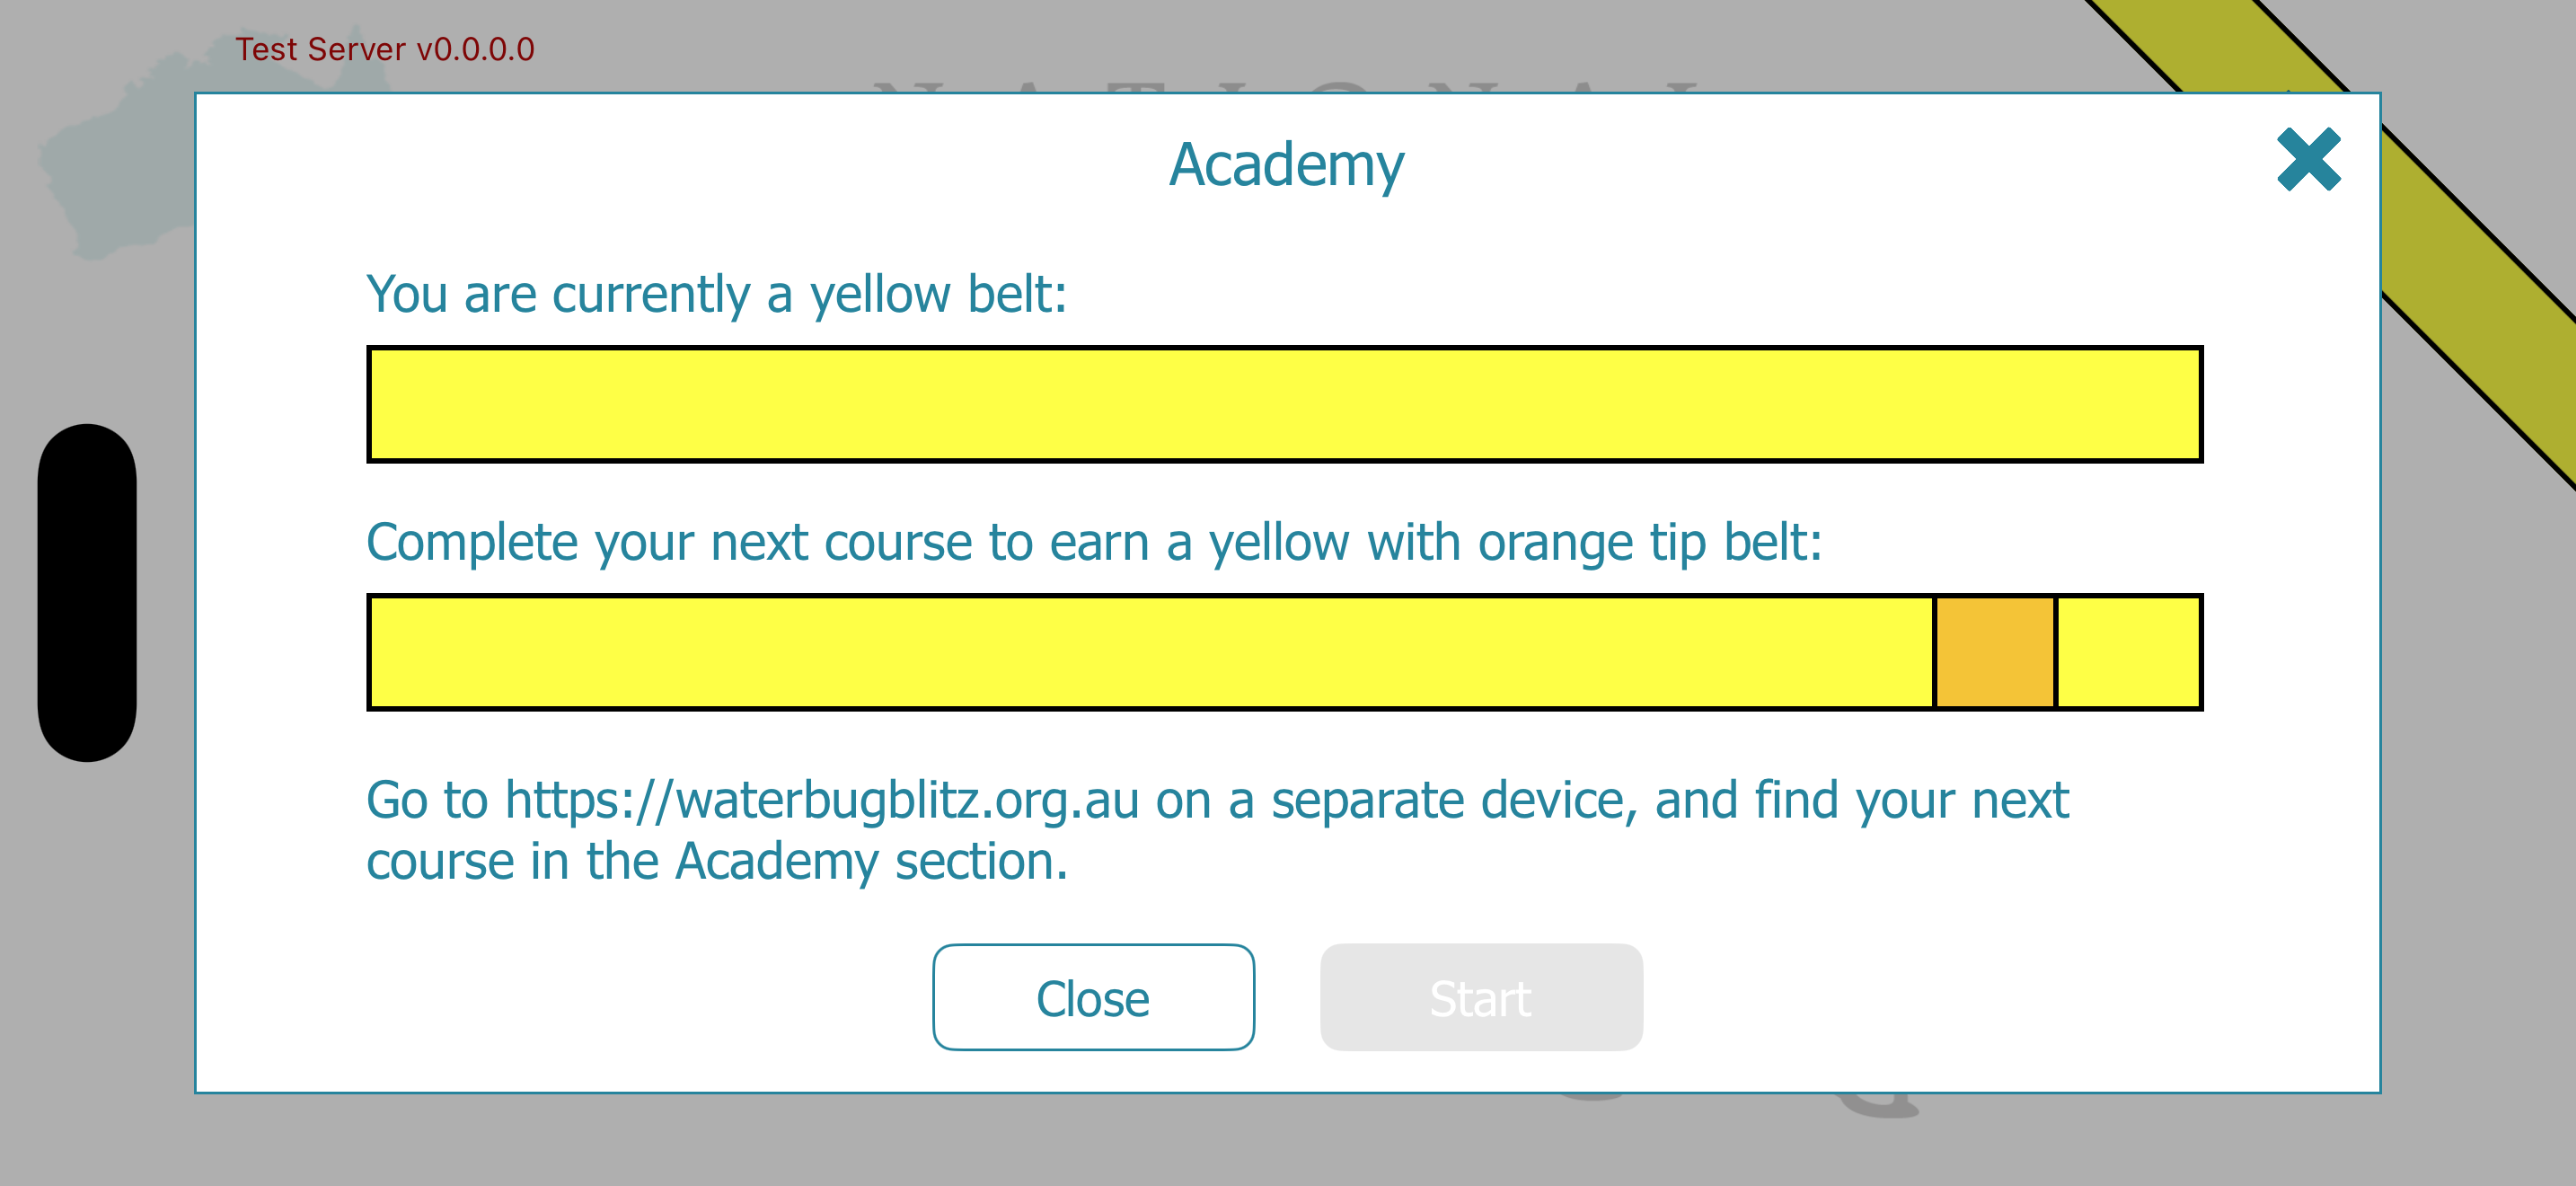 Test Server v0.0.0.0
NATIONAL
Academy
You are currently a yellow belt:
Complete your next course to earn a yellow with orange tip belt:
Go to https://waterbugblitz.org.au on a separate device, and find your next
course in the Academy section.
Close
Start